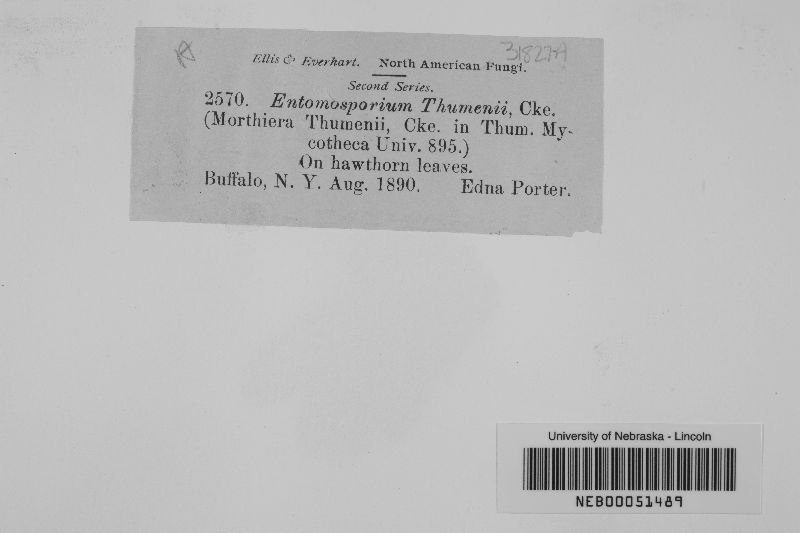 31827A
Ellis & Everhart. North American Fungi.
Second Series.
2570. Entomosporium Thumenii, Cke.
(Morthiera Thumenii, Cke. in Thum. My-
cotheca Univ. 895.)
On hawthorn leaves.
Buffalo, N. Y. Aug. 1890. Edna Porter.
University of Nebraska - Lincoln
NEB00051489